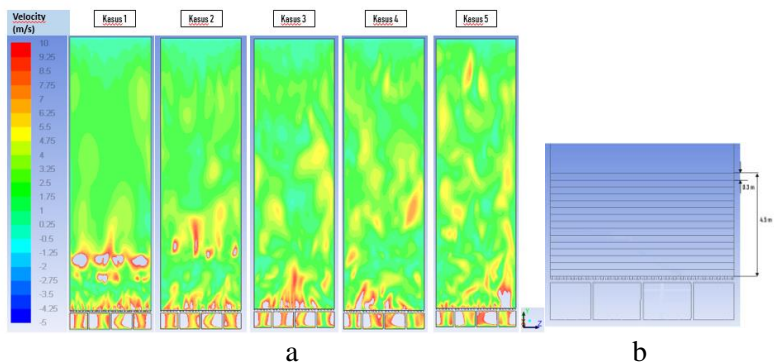 Velocity
(m/s)
Kasus 1
Kasus 2
Kasus 3
Kasus 4
Kasus 5
10
9.25
8.5
7.75
7
6.25
5.5
4.75
4
3.25
2.5
1.75
1
0.25
-0.5
-1.25
-2
-2.75
-3.5
-4.25
-5
0.3 m
4.5 m
Y
Z
a
b